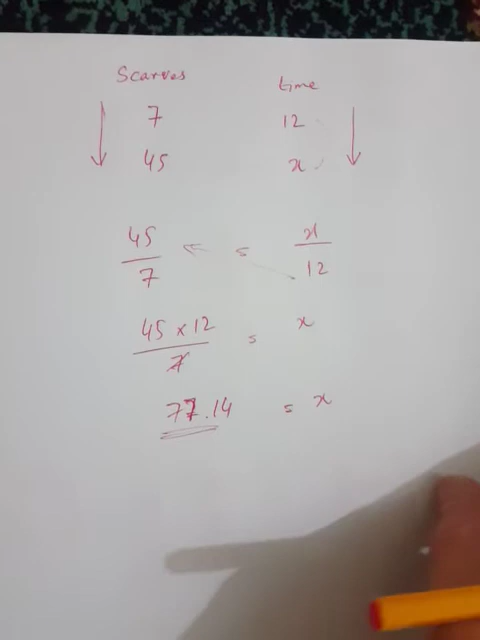 Scarves time
7 12
45 x
45/7 = x/12
45 x 12/7 = x
77.14 = x